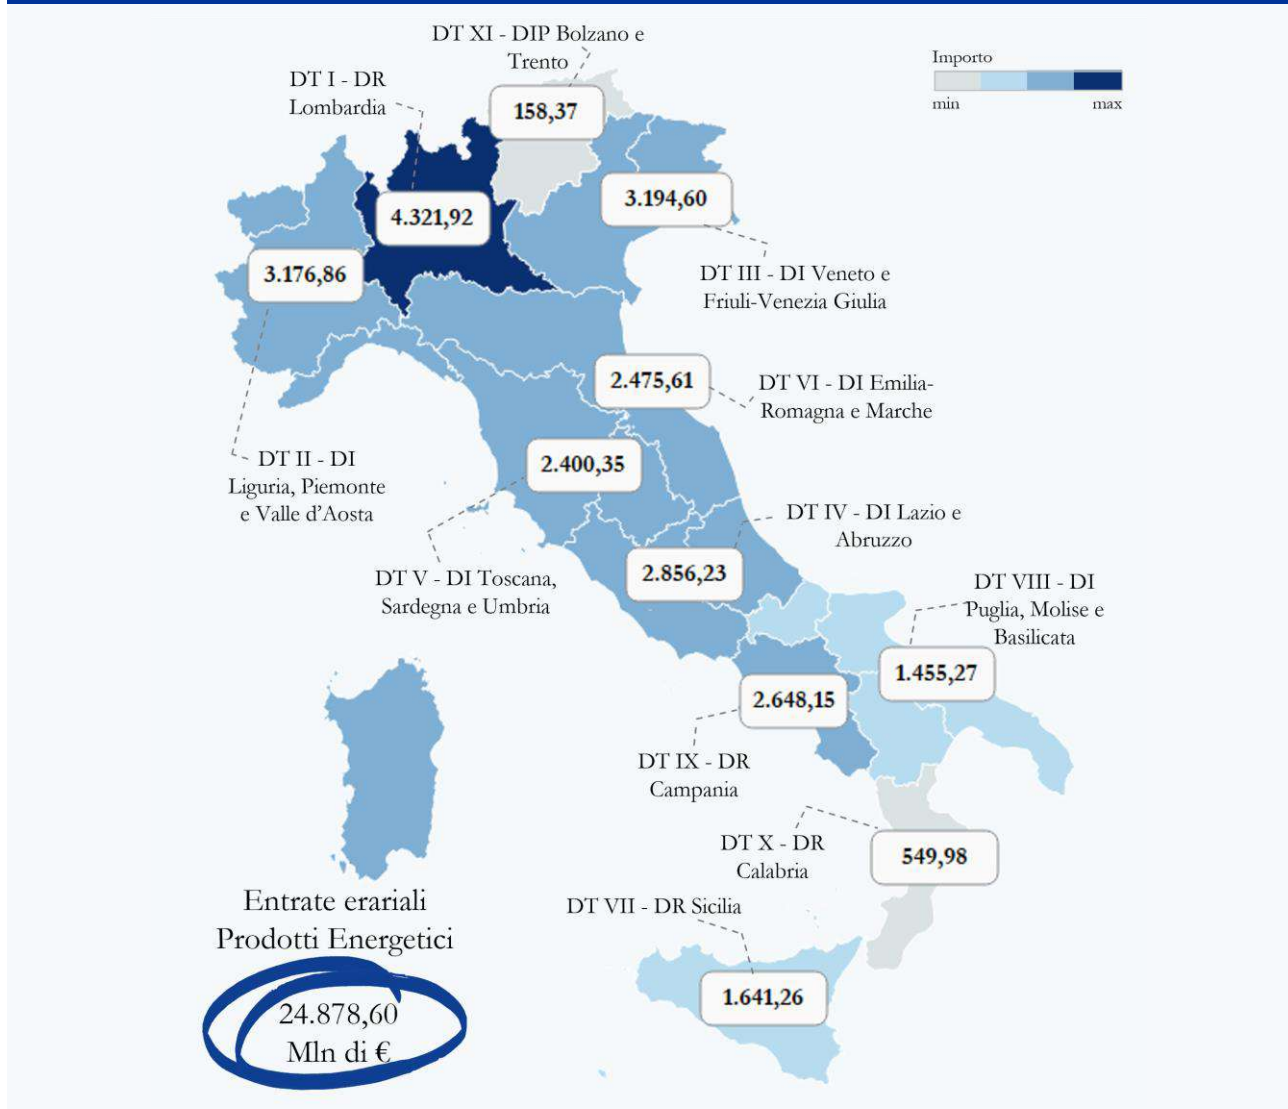 DT XI - DIP Bolzano e
Trento
Importo
min
max
DT I - DR
Lombardia
158,37
3.194,60
4.321,92
3.176,86
DT III - DI Veneto e
Friuli-Venezia Giulia
2.475,61
DT VI - DI Emilia-
Romagna e Marche
DT II - DI
Liguria, Piemonte
e Valle d’Aosta
2.400,35
DT IV - DI Lazio e
Abruzzo
DT V - DI Toscana,
Sardegna e Umbria
2.856,23
DT VIII - DI
Puglia, Molise e
Basilicata
1.455,27
2.648,15
DT IX - DR
Campania
DT X - DR
Calabria
549,98
DT VII - DR Sicilia
1.641,26
Entrate erariali
Prodotti Energetici
24.878,60
Mln di €